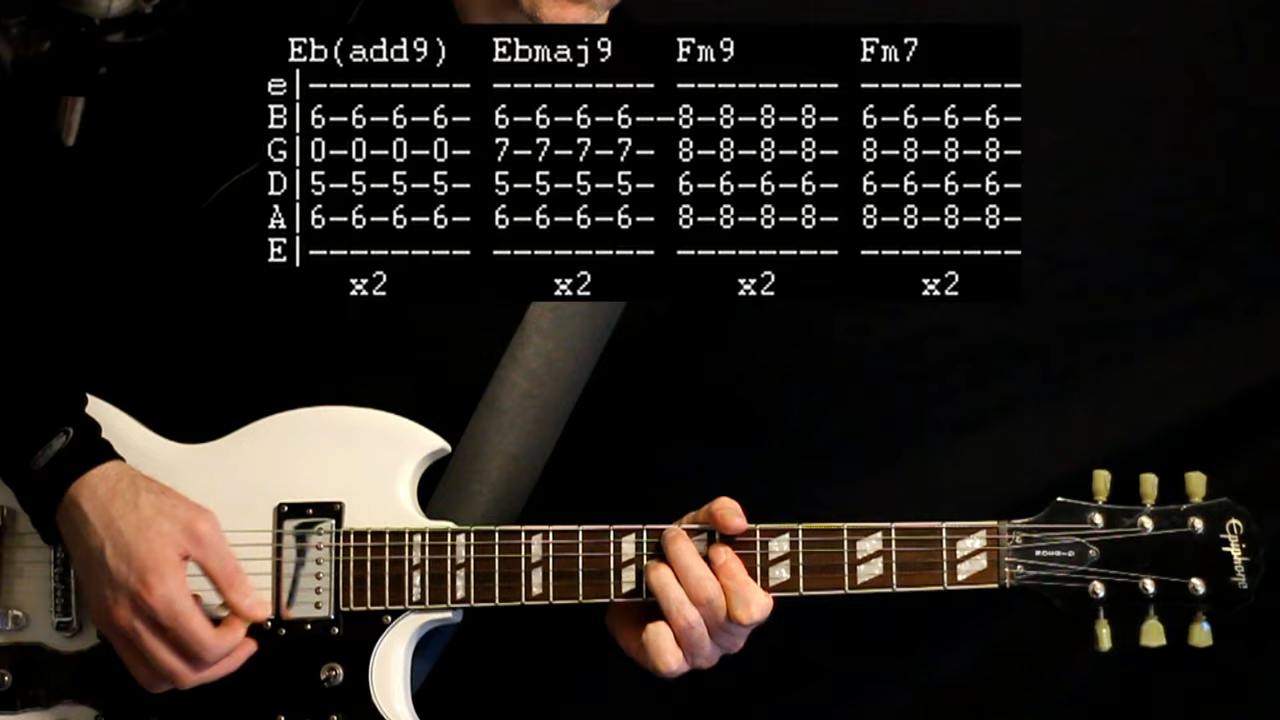 Eb(add9) Ebmaj9 Fm9 Fm7
e|-------- -------- -------- --------
B|6-6-6-6- 6-6-6-6--8-8-8-8- 6-6-6-6-
G|0-0-0-0- 7-7-7-7- 8-8-8-8- 8-8-8-8-
D|5-5-5-5- 5-5-5-5- 6-6-6-6- 6-6-6-6-
A|6-6-6-6- 6-6-6-6- 8-8-8-8- 8-8-8-8-
E|-------- -------- -------- --------
x2 x2 x2 x2
Epiphone